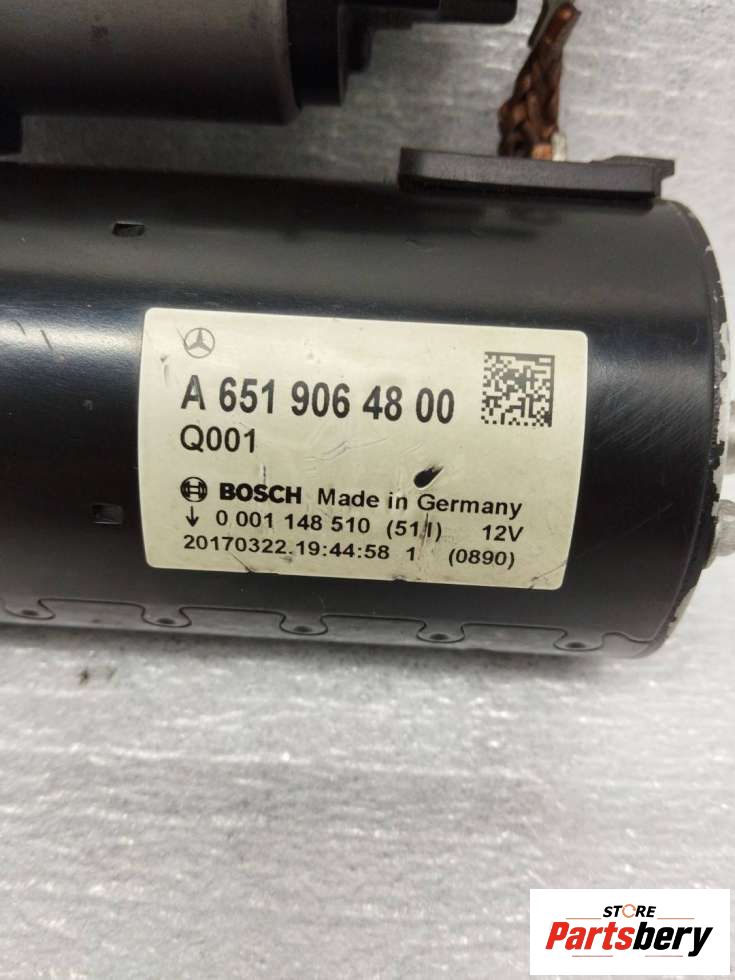 A 651 906 48 00
Q001
BOSCH Made in Germany
0 001 148 510 (511) 12V
20170322.19:44:58 1 (0890)
STORE
Partsbery